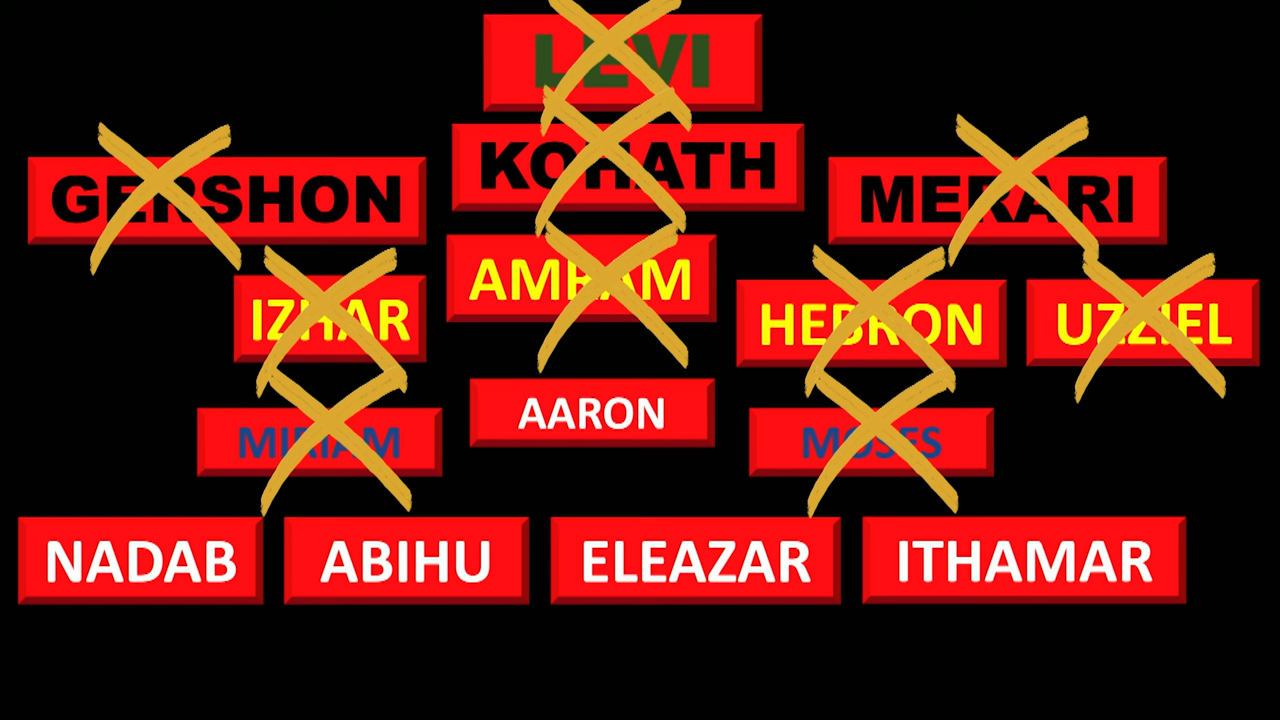 LEVI
GERSHON
KOHATH
MERARI
IZHAR
AMRAM
HEBRON
UZZIEL
MIRIAM
AARON
MOSES
NADAB
ABIHU
ELEAZAR
ITHAMAR